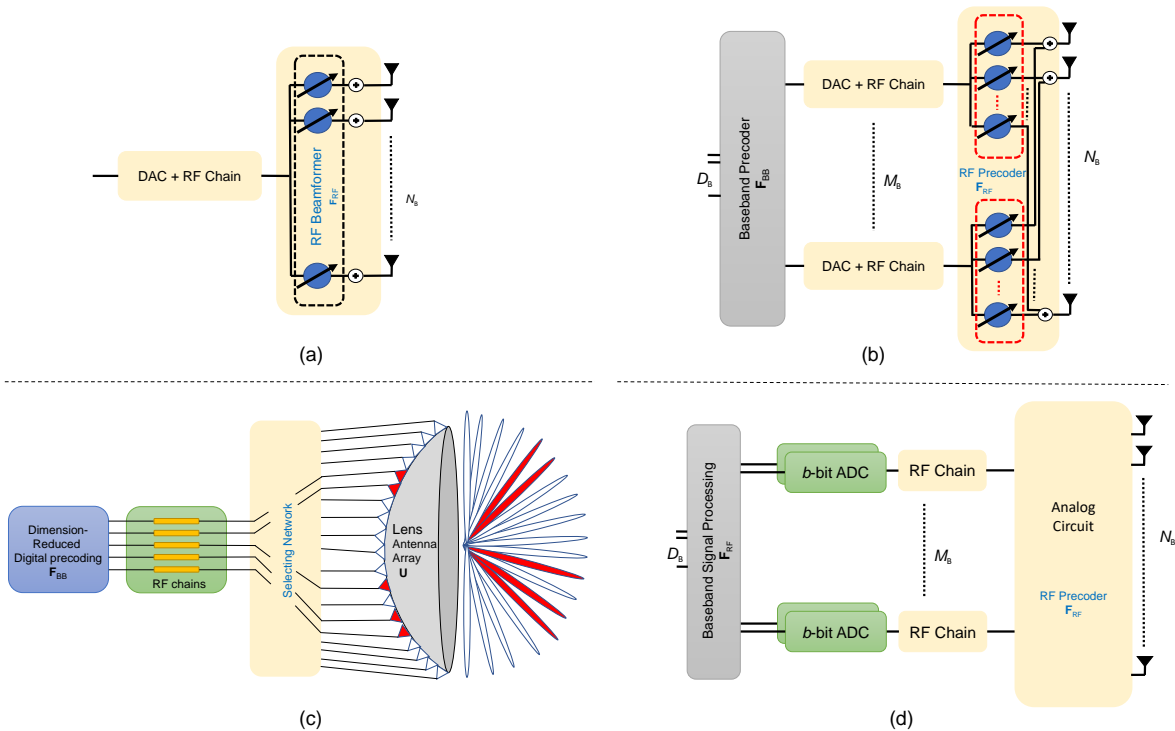 DAC + RF Chain
RF Beamformer
F_RF
N_B
(a)
D_B
Baseband Precoder
F_BB
DAC + RF Chain
M_B
DAC + RF Chain
RF Precoder
F_RF
N_B
(b)
Dimension-
Reduced
Digital precoding
F_BB
RF chains
Selecting Network
Lens
Antenna
Array
U
(c)
D_B
Baseband Signal Processing
F_RF
b-bit ADC
RF Chain
M_B
b-bit ADC
RF Chain
Analog
Circuit
RF Precoder
F_RF
N_B
(d)